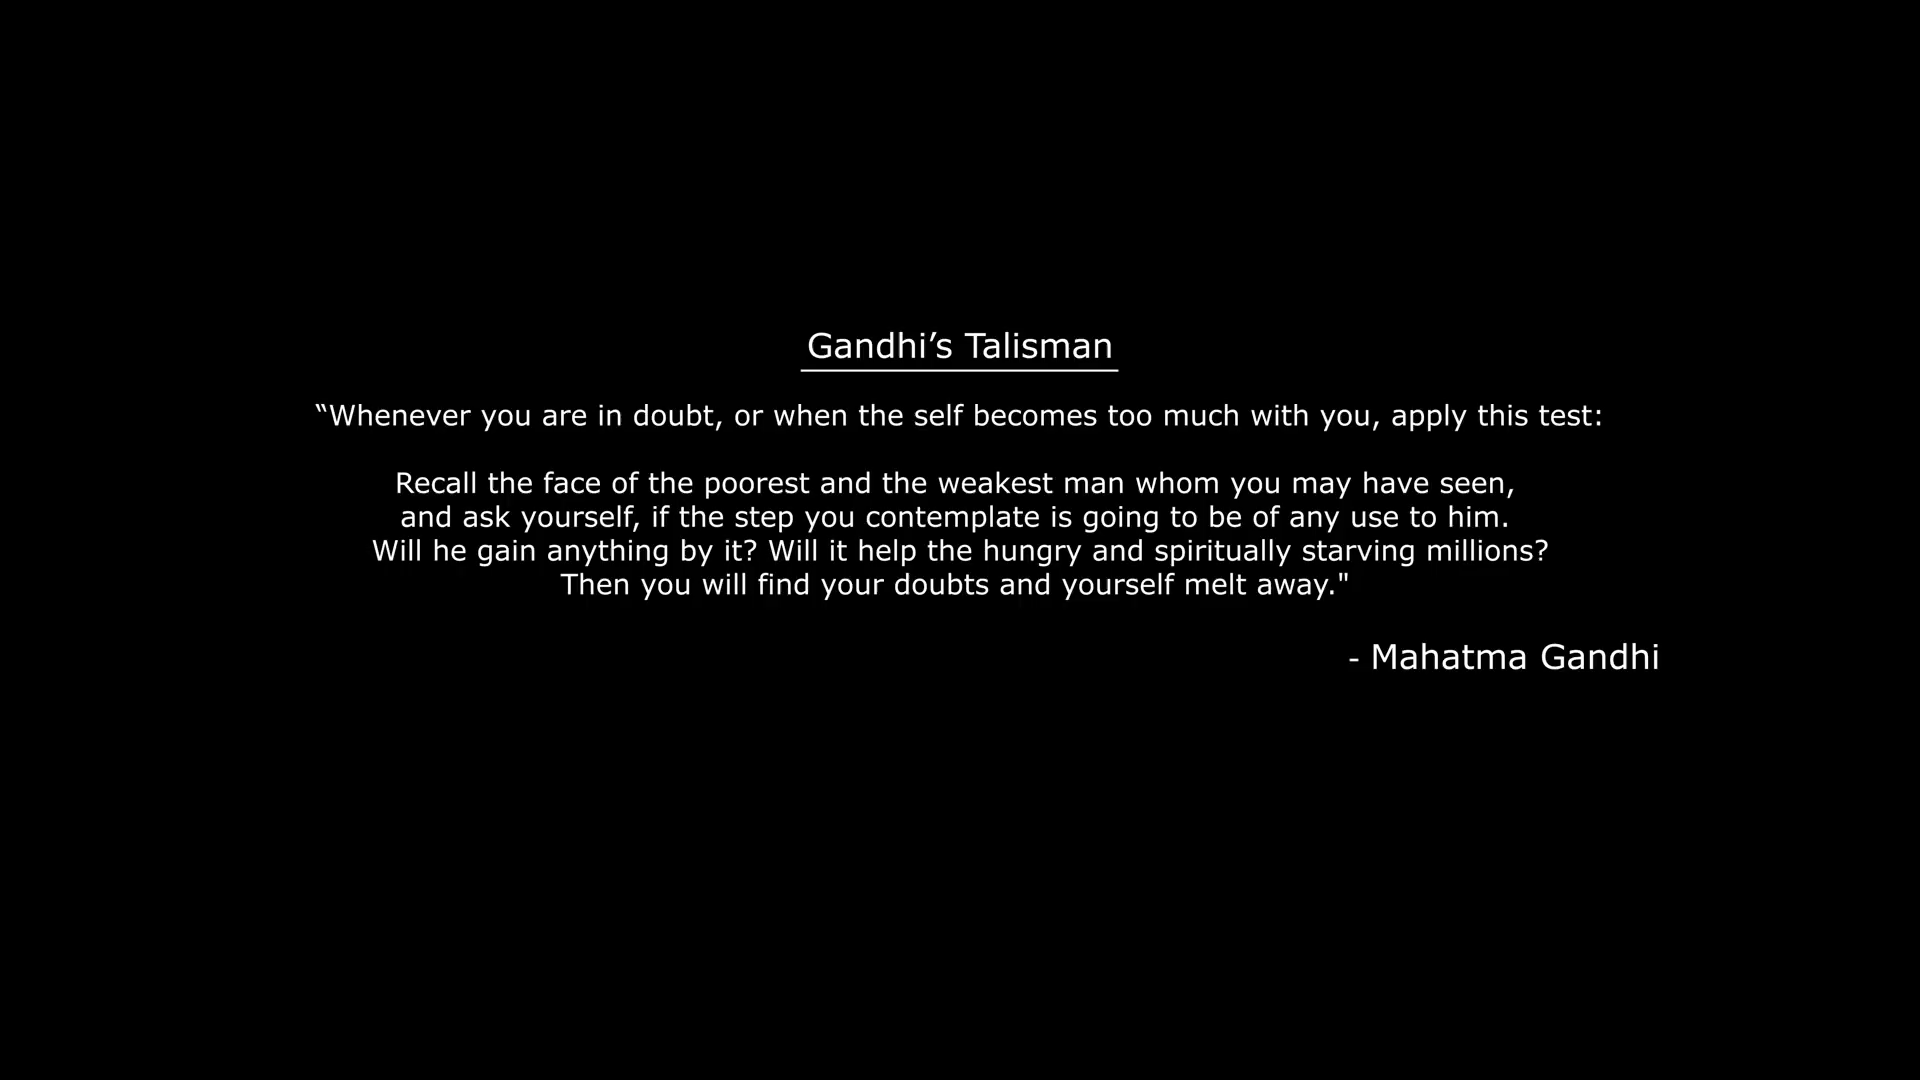 Gandhi’s Talisman
“Whenever you are in doubt, or when the self becomes too much with you, apply this test:
Recall the face of the poorest and the weakest man whom you may have seen,
and ask yourself, if the step you contemplate is going to be of any use to him.
Will he gain anything by it? Will it help the hungry and spiritually starving millions?
Then you will find your doubts and yourself melt away."
- Mahatma Gandhi